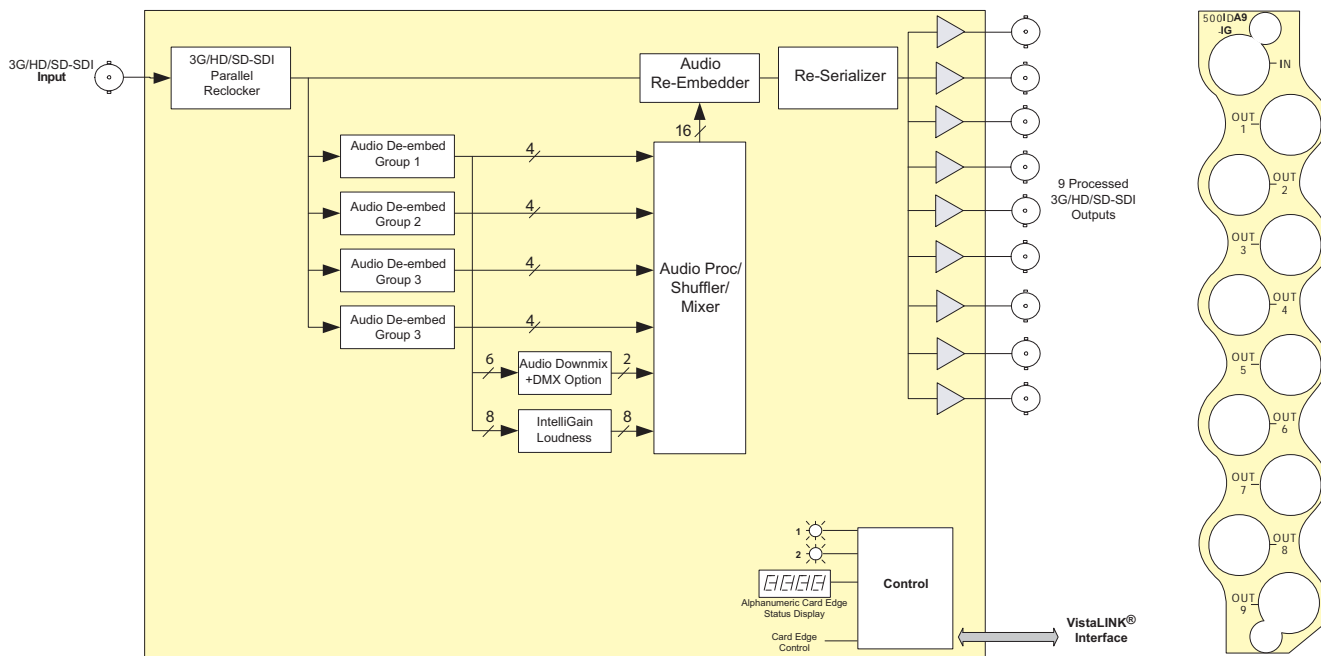 3G/HD/SD-SDI
Input
3G/HD/SD-SDI
Parallel
Reclocker
Audio
Re-Embedder
Re-Serializer
16
Audio De-embed
Group 1
4
Audio De-embed
Group 2
4
Audio De-embed
Group 3
4
Audio De-embed
Group 3
4
Audio Proc/
Shuffler/
Mixer
6
Audio Downmix
+DMX Option
2
8
IntelliGain
Loudness
8
9 Processed
3G/HD/SD-SDI
Outputs
1
2
Alphanumeric Card Edge
Status Display
Card Edge
Control
Control
VistaLINK®
Interface
500IDA9
-IG
IN
OUT
1
OUT
2
OUT
3
OUT
4
OUT
5
OUT
6
OUT
7
OUT
8
OUT
9